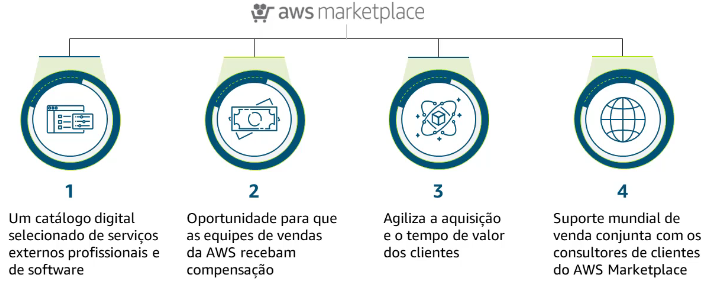 aws marketplace
1
Um catálogo digital
selecionado de serviços
externos profissionais e
de software
2
Oportunidade para que
as equipes de vendas
da AWS recebam
compensação
3
Agiliza a aquisição
e o tempo de valor
dos clientes
4
Suporte mundial de
venda conjunta com os
consultores de clientes
do AWS Marketplace